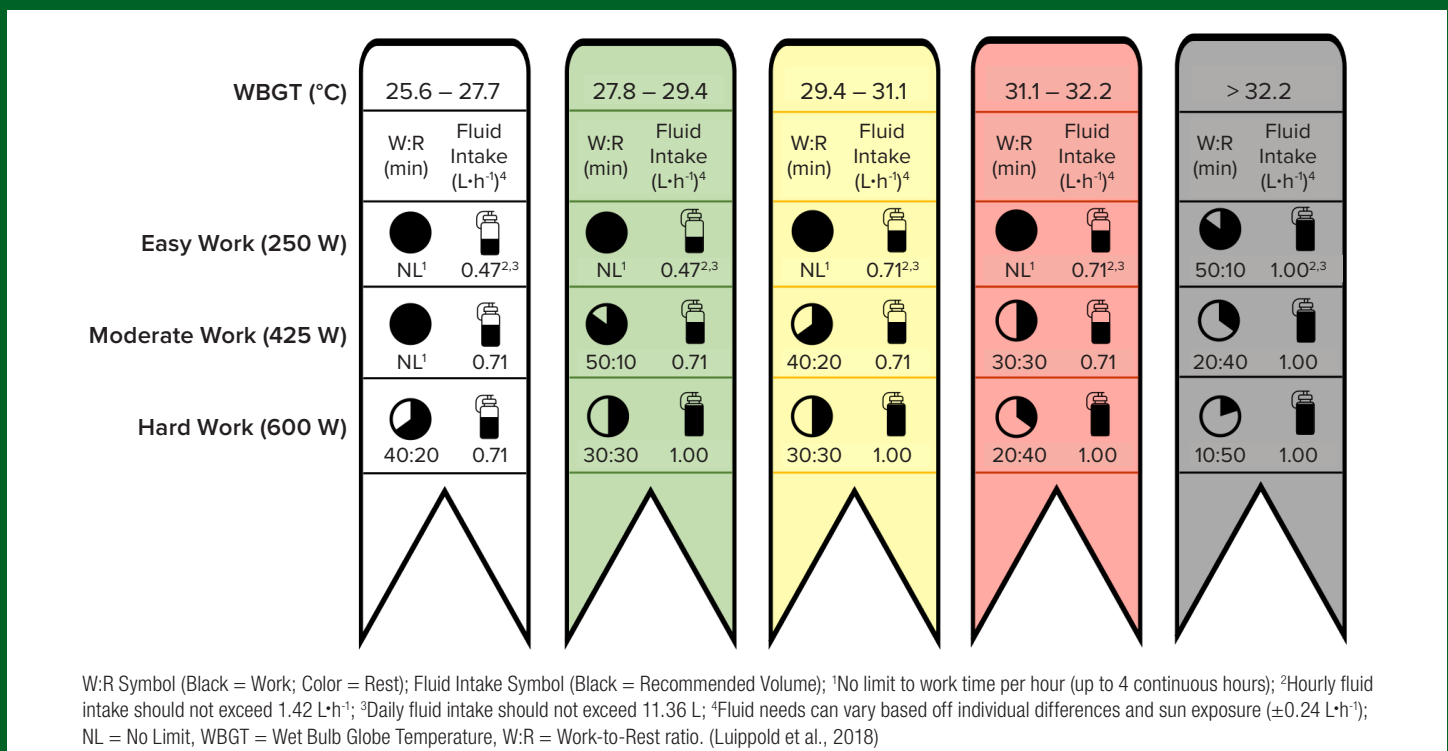 WBGT (°C) 25.6 – 27.7 27.8 – 29.4 29.4 – 31.1 31.1 – 32.2 > 32.2
W:R (min) Fluid Intake (L•h⁻¹)⁴ W:R (min) Fluid Intake (L•h⁻¹)⁴ W:R (min) Fluid Intake (L•h⁻¹)⁴ W:R (min) Fluid Intake (L•h⁻¹)⁴ W:R (min) Fluid Intake (L•h⁻¹)⁴
Easy Work (250 W) NL¹ 0.47²,³ NL¹ 0.47²,³ NL¹ 0.71²,³ NL¹ 0.71²,³ 50:10 1.00²,³
Moderate Work (425 W) NL¹ 0.71 50:10 0.71 40:20 0.71 30:30 0.71 20:40 1.00
Hard Work (600 W) 40:20 0.71 30:30 1.00 30:30 1.00 20:40 1.00 10:50 1.00
W:R Symbol (Black = Work; Color = Rest); Fluid Intake Symbol (Black = Recommended Volume); ¹No limit to work time per hour (up to 4 continuous hours); ²Hourly fluid
intake should not exceed 1.42 L•h⁻¹; ³Daily fluid intake should not exceed 11.36 L; ⁴Fluid needs can vary based off individual differences and sun exposure (±0.24 L•h⁻¹);
NL = No Limit, WBGT = Wet Bulb Globe Temperature, W:R = Work-to-Rest ratio. (Luippold et al., 2018)